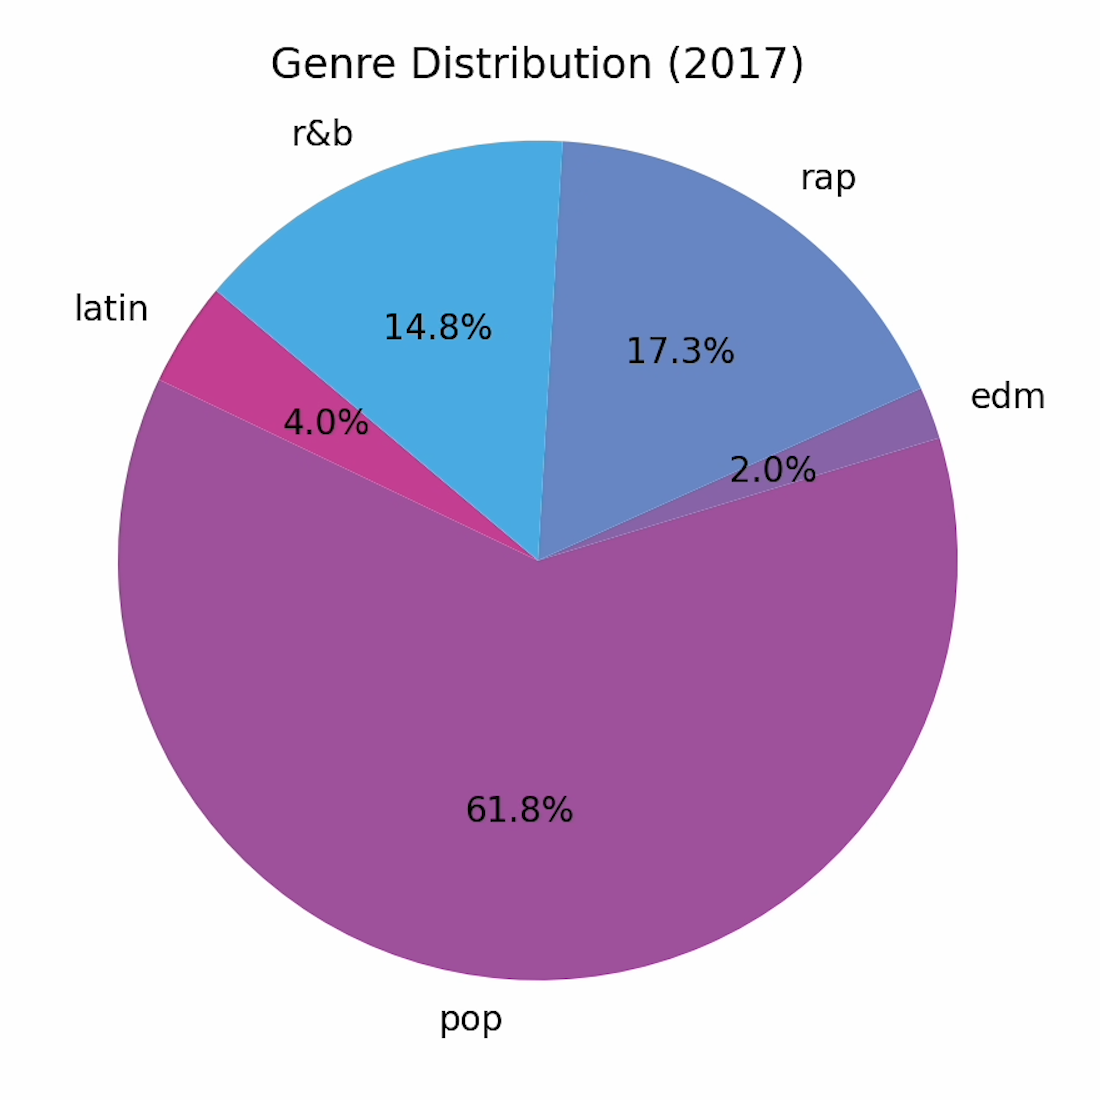 Genre Distribution (2017)
r&b
rap
latin
14.8%
17.3%
edm
4.0%
2.0%
61.8%
pop